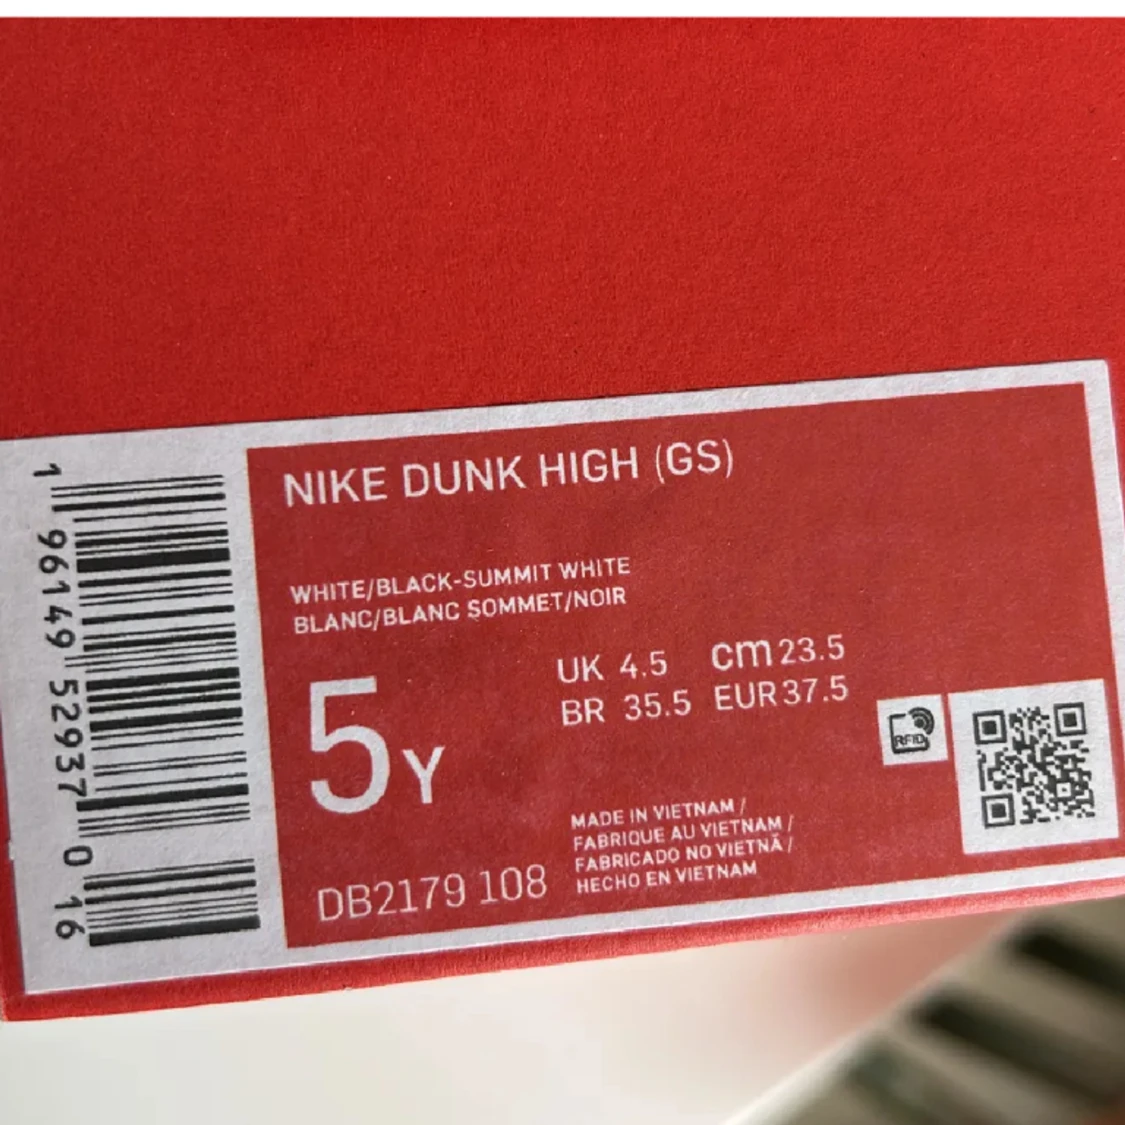 NIKE DUNK HIGH (GS)
WHITE/BLACK-SUMMIT WHITE
BLANC/BLANC SOMMET/NOIR
5Y
UK 4.5 cm 23.5
BR 35.5 EUR 37.5
RFID
DB2179 108
MADE IN VIETNAM /
FABRIQUE AU VIETNAM /
FABRICADO NO VIETNÃ /
HECHO EN VIETNAM
1 96149 52937 0 16